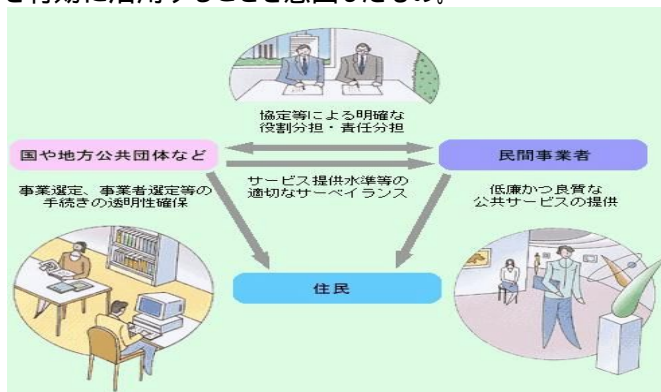 を有効に活用することを意図したもの。
協定等による明確な
役割分担・責任分担
国や地方公共団体など
民間事業者
事業選定、事業者選定等の
手続きの透明性確保
サービス提供水準等の
適切なサーベイランス
低廉かつ良質な
公共サービスの提供
住民